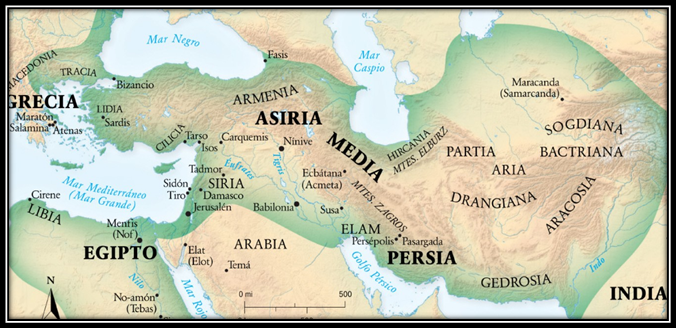 Mar Negro
Fasis
Mar
Caspio
MACEDONIA
TRACIA
Bizancio
GRECIA
LIDIA
Sardis
Maratón
Salamina
Atenas
ARMENIA
ASIRIA
Maracanda
(Samarcanda)
SOGDIANA
CILICIA
Tarso
Isos
Carquemis
Nínive
MEDIA
HIRCANIA
MTES. ELBURZ
PARTIA
BACTRIANA
ARIA
Tadmor
Éufrates
Tigris
Ecbátana
(Acmeta)
MTES. ZAGROS
DRANGIANA
ARACOSIA
Mar Mediterráneo
(Mar Grande)
Sidón
Tiro
SIRIA
Damasco
Cirene
LIBIA
Jerusalén
Babilonia
Susa
Menfis
(Nof)
EGIPTO
Elat
(Elot)
ARABIA
Temá
ELAM
Persépolis
Pasargada
PERSIA
Golfo Pérsico
GEDROSIA
Indo
INDIA
N
Nilo
No-amón
(Tebas)
Mar Rojo
0 mi
500